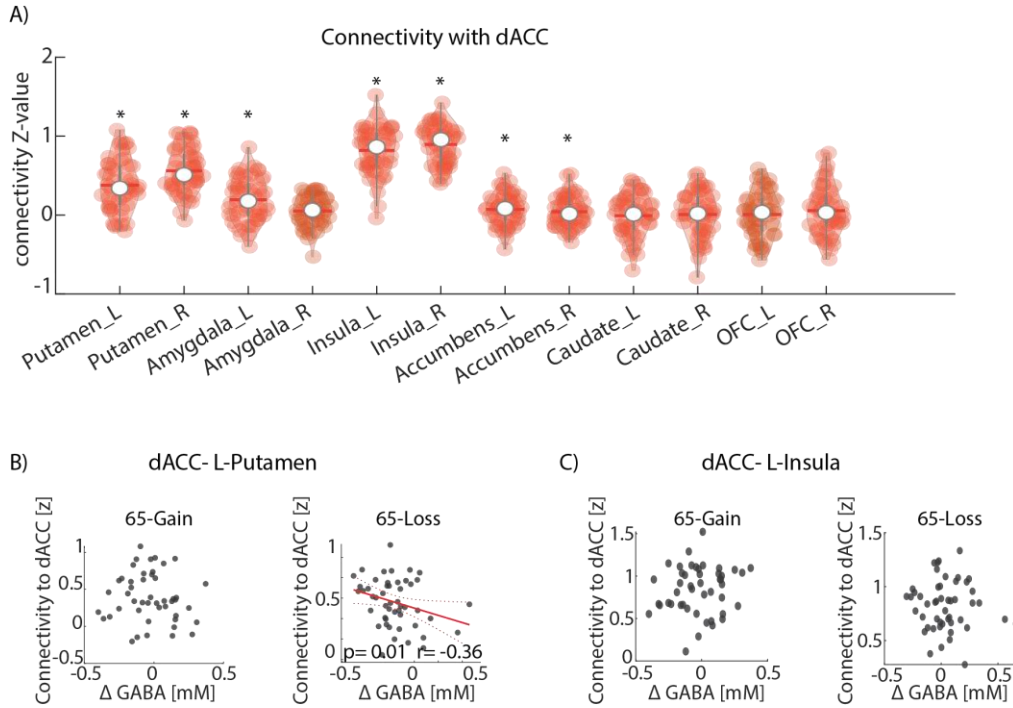 A)
Connectivity with dACC
connectivity Z-value
2
1
0
-1
* * * * * * *
Putamen_L Putamen_R Amygdala_L Amygdala_R Insula_L Insula_R Accumbens_L Accumbens_R Caudate_L Caudate_R OFC_L OFC_R
B)
dACC- L-Putamen
65-Gain
Connectivity to dACC [z]
1
0.5
0
-0.5
-0.5 0 0.5
Δ GABA [mM]
65-Loss
Connectivity to dACC [z]
1
0.5
0
p= 0.01 r= -0.36
-0.5 0 0.5
Δ GABA [mM]
C)
dACC- L-Insula
65-Gain
Connectivity to dACC [z]
1.5
1
0.5
0
-0.5 0 0.5
Δ GABA [mM]
65-Loss
Connectivity to dACC [z]
1.5
1
0.5
-0.5 0 0.5
Δ GABA [mM]